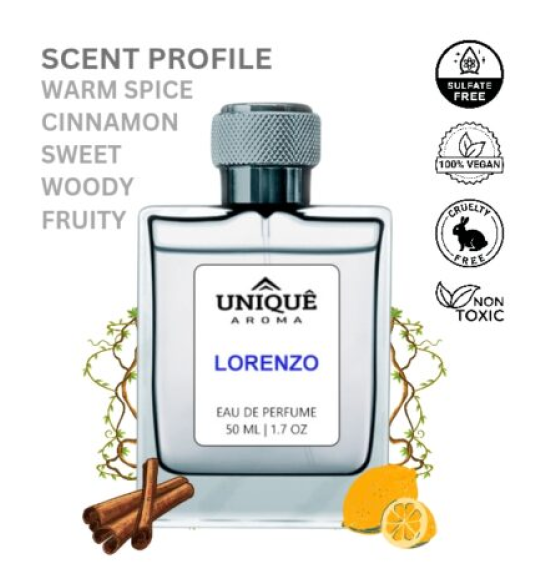 SCENT PROFILE
WARM SPICE
CINNAMON
SWEET
WOODY
FRUITY
SULFATE
FREE
100% VEGAN
CRUELTY
FREE
NON
TOXIC
UNIQUÊ
AROMA
LORENZO
EAU DE PERFUME
50 ML | 1.7 OZ